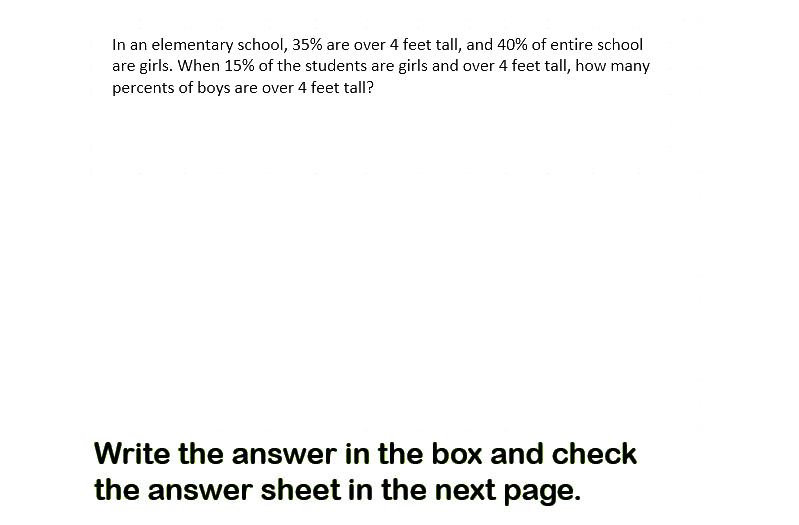 In an elementary school, 35% are over 4 feet tall, and 40% of entire school
are girls. When 15% of the students are girls and over 4 feet tall, how many
percents of boys are over 4 feet tall?
Write the answer in the box and check
the answer sheet in the next page.